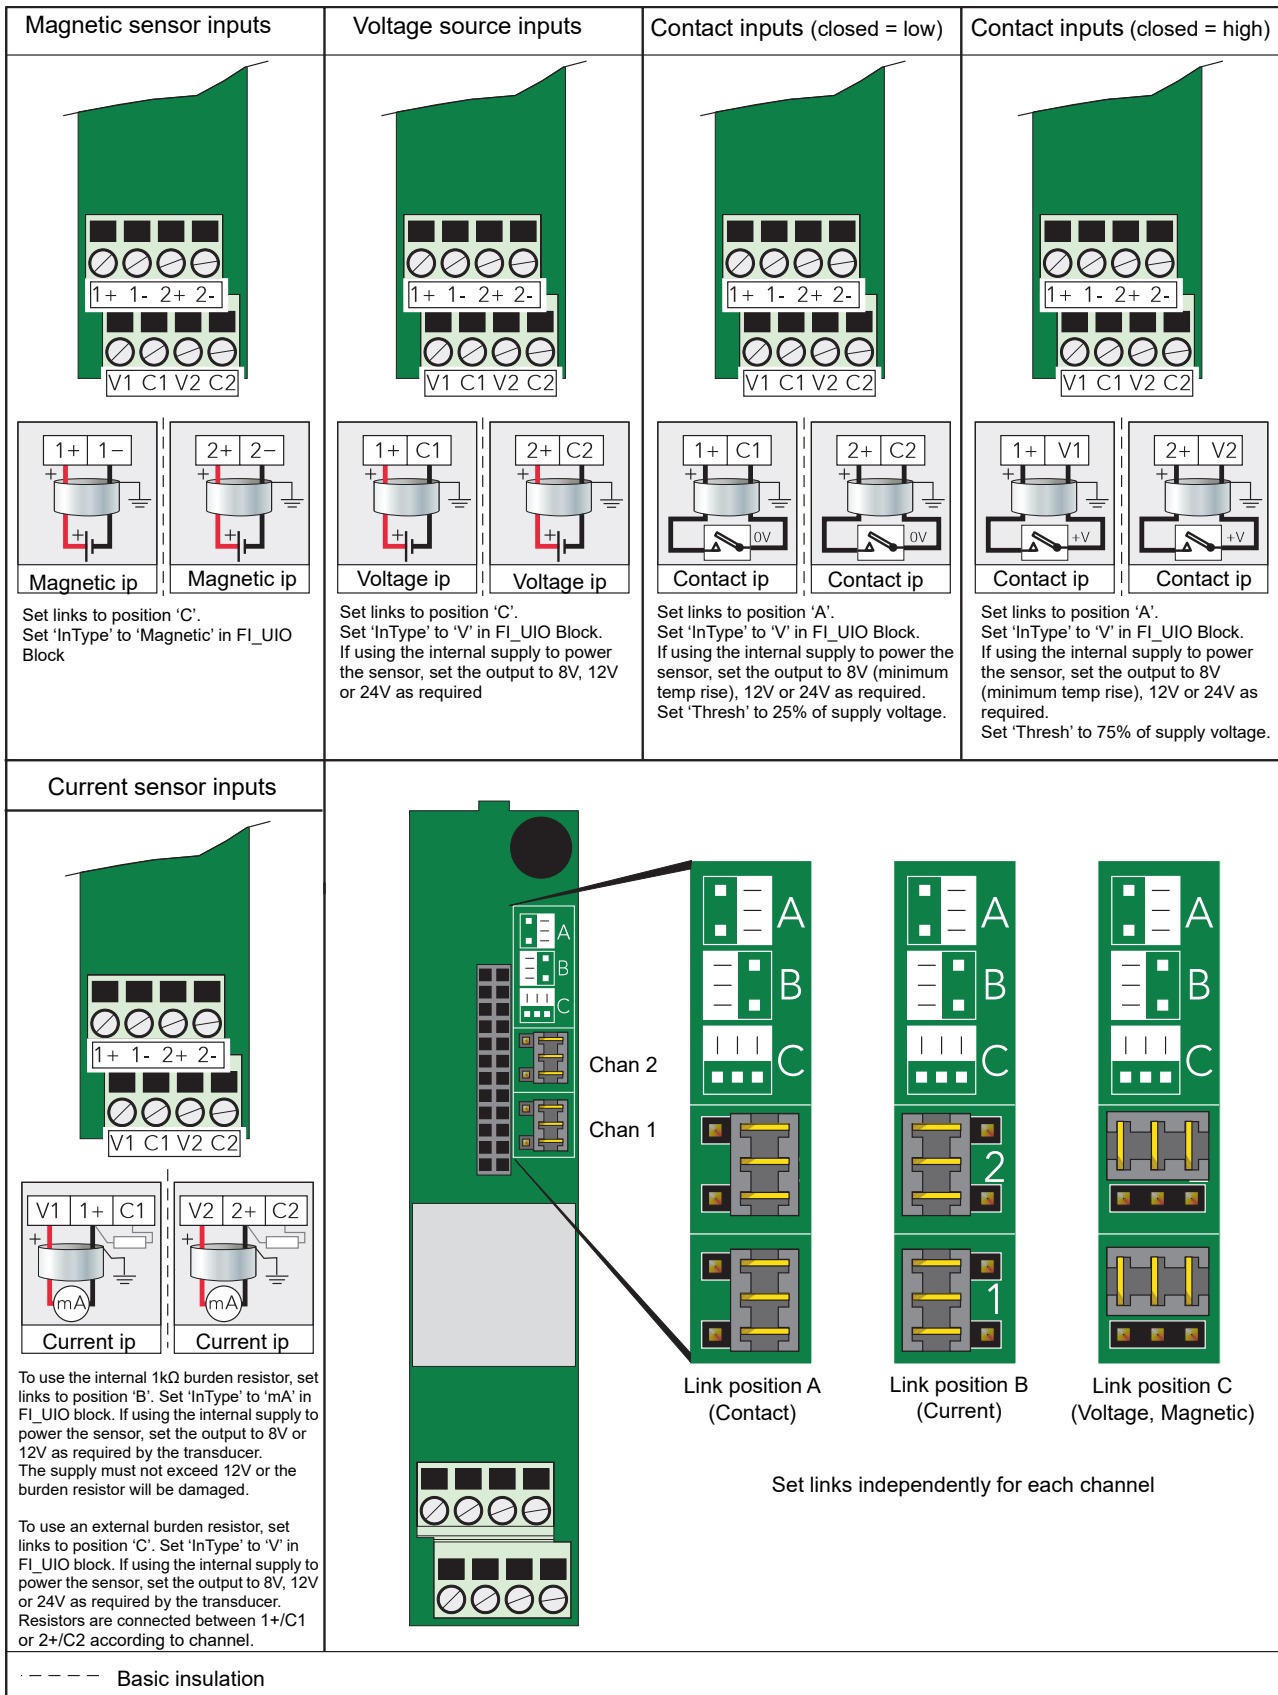 Magnetic sensor inputs
1+ 1- 2+ 2-
V1 C1 V2 C2
1+ 1−
+
+
Magnetic ip
2+ 2−
+
+
Magnetic ip
Set links to position ‘C’.
Set ‘InType’ to ‘Magnetic’ in FI_UIO
Block
Voltage source inputs
1+ 1- 2+ 2-
V1 C1 V2 C2
1+ C1
+
+
Voltage ip
2+ C2
+
+
Voltage ip
Set links to position ‘C’.
Set ‘InType’ to ‘V’ in FI_UIO Block.
If using the internal supply to power
the sensor, set the output to 8V, 12V
or 24V as required
Contact inputs (closed = low)
1+ 1- 2+ 2-
V1 C1 V2 C2
1+ C1
+
0V
Contact ip
2+ C2
+
0V
Contact ip
Set links to position ‘A’.
Set ‘InType’ to ‘V’ in FI_UIO Block.
If using the internal supply to power the
sensor, set the output to 8V (minimum
temp rise), 12V or 24V as required.
Set ‘Thresh’ to 25% of supply voltage.
Contact inputs (closed = high)
1+ 1- 2+ 2-
V1 C1 V2 C2
1+ V1
+
+V
Contact ip
2+ V2
+
+V
Contact ip
Set links to position ‘A’.
Set ‘InType’ to ‘V’ in FI_UIO Block.
If using the internal supply to power
the sensor, set the output to 8V
(minimum temp rise), 12V or 24V as
required.
Set ‘Thresh’ to 75% of supply voltage.
Current sensor inputs
1+ 1- 2+ 2-
V1 C1 V2 C2
V1 1+ C1
+
mA
Current ip
V2 2+ C2
+
mA
Current ip
To use the internal 1kΩ burden resistor, set
links to position ‘B’. Set ‘InType’ to ‘mA’ in
FI_UIO block. If using the internal supply to
power the sensor, set the output to 8V or
12V as required by the transducer.
The supply must not exceed 12V or the
burden resistor will be damaged.
To use an external burden resistor, set
links to position ‘C’. Set ‘InType’ to ‘V’ in
FI_UIO block. If using the internal supply to
power the sensor, set the output to 8V, 12V
or 24V as required by the transducer.
Resistors are connected between 1+/C1
or 2+/C2 according to channel.
A
B
C
Chan 2
Chan 1
A
B
C
Link position A
(Contact)
A
B
C
2
1
Link position B
(Current)
A
B
C
Link position C
(Voltage, Magnetic)
Set links independently for each channel
Basic insulation